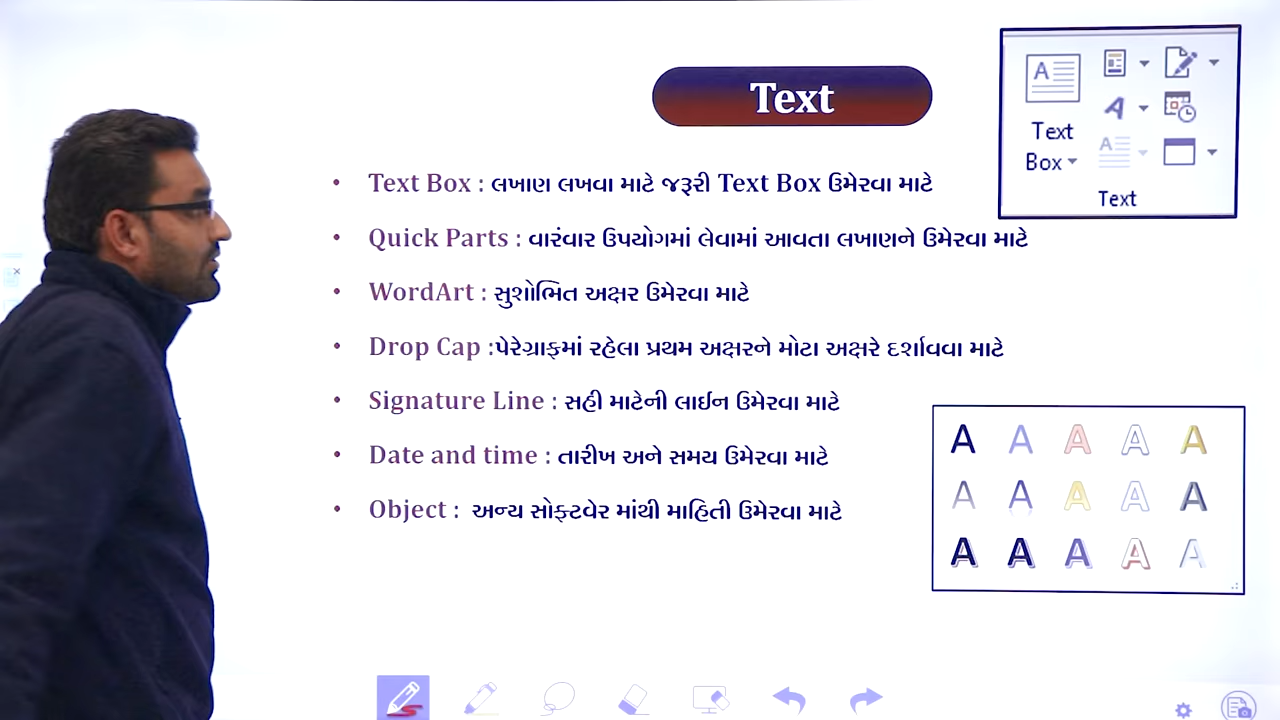 Text
Text Box : લખાણ લખવા માટે જરૂરી Text Box ઉમેરવા માટે
Quick Parts : વારંવાર ઉપયોગમાં લેવામાં આવતા લખાણને ઉમેરવા માટે
WordArt : સુશોભિત અક્ષર ઉમેરવા માટે
Drop Cap :પેરેગ્રાફમાં રહેલા પ્રથમ અક્ષરને મોટા અક્ષરે દર્શાવવા માટે
Signature Line : સહી માટેની લાઈન ઉમેરવા માટે
Date and time : તારીખ અને સમય ઉમેરવા માટે
Object : અન્ય સોફ્ટવેર માંથી માહિતી ઉમેરવા માટે
Text
Box
Text
A A A A A
A A A A A
A A A A A